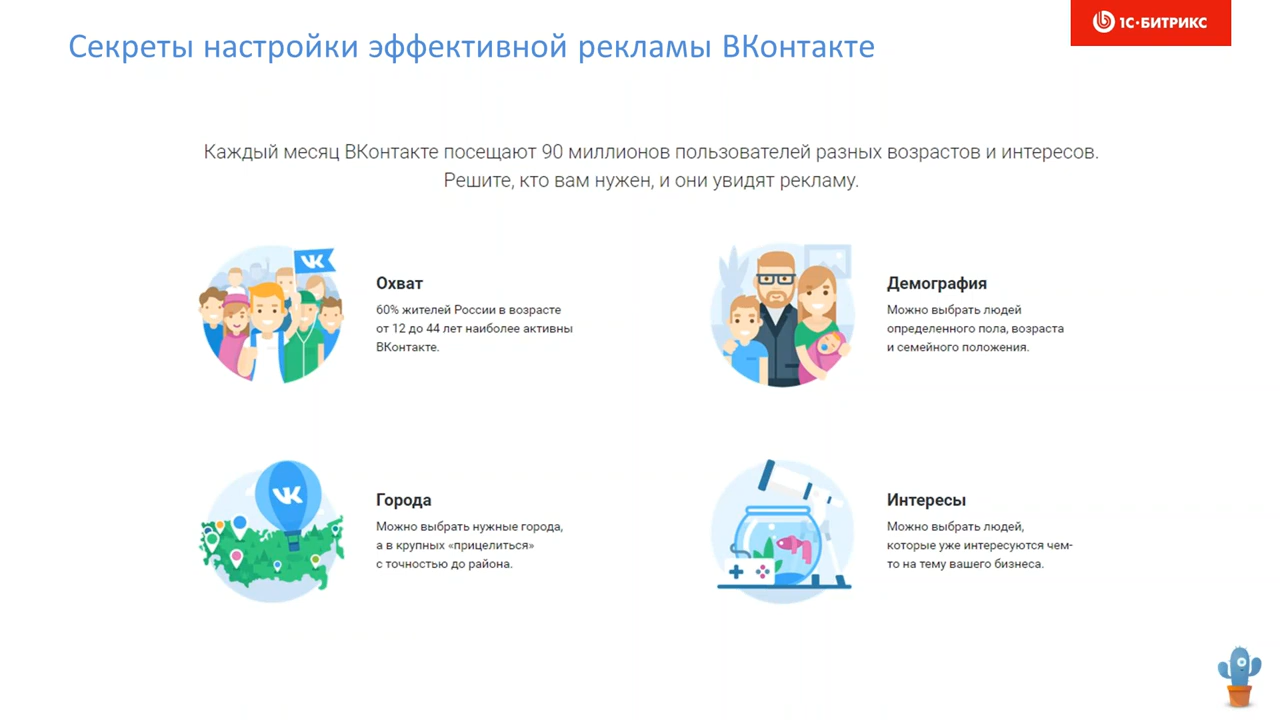 Секреты настройки эффективной рекламы ВКонтакте
1С·БИТРИКС
Каждый месяц ВКонтакте посещают 90 миллионов пользователей разных возрастов и интересов.
Решите, кто вам нужен, и они увидят рекламу.
Охват
60% жителей России в возрасте
от 12 до 44 лет наиболее активны
ВКонтакте.
Демография
Можно выбрать людей
определенного пола, возраста
и семейного положения.
Города
Можно выбрать нужные города,
а в крупных «прицелиться»
с точностью до района.
Интересы
Можно выбрать людей,
которые уже интересуются чем-
то на тему вашего бизнеса.